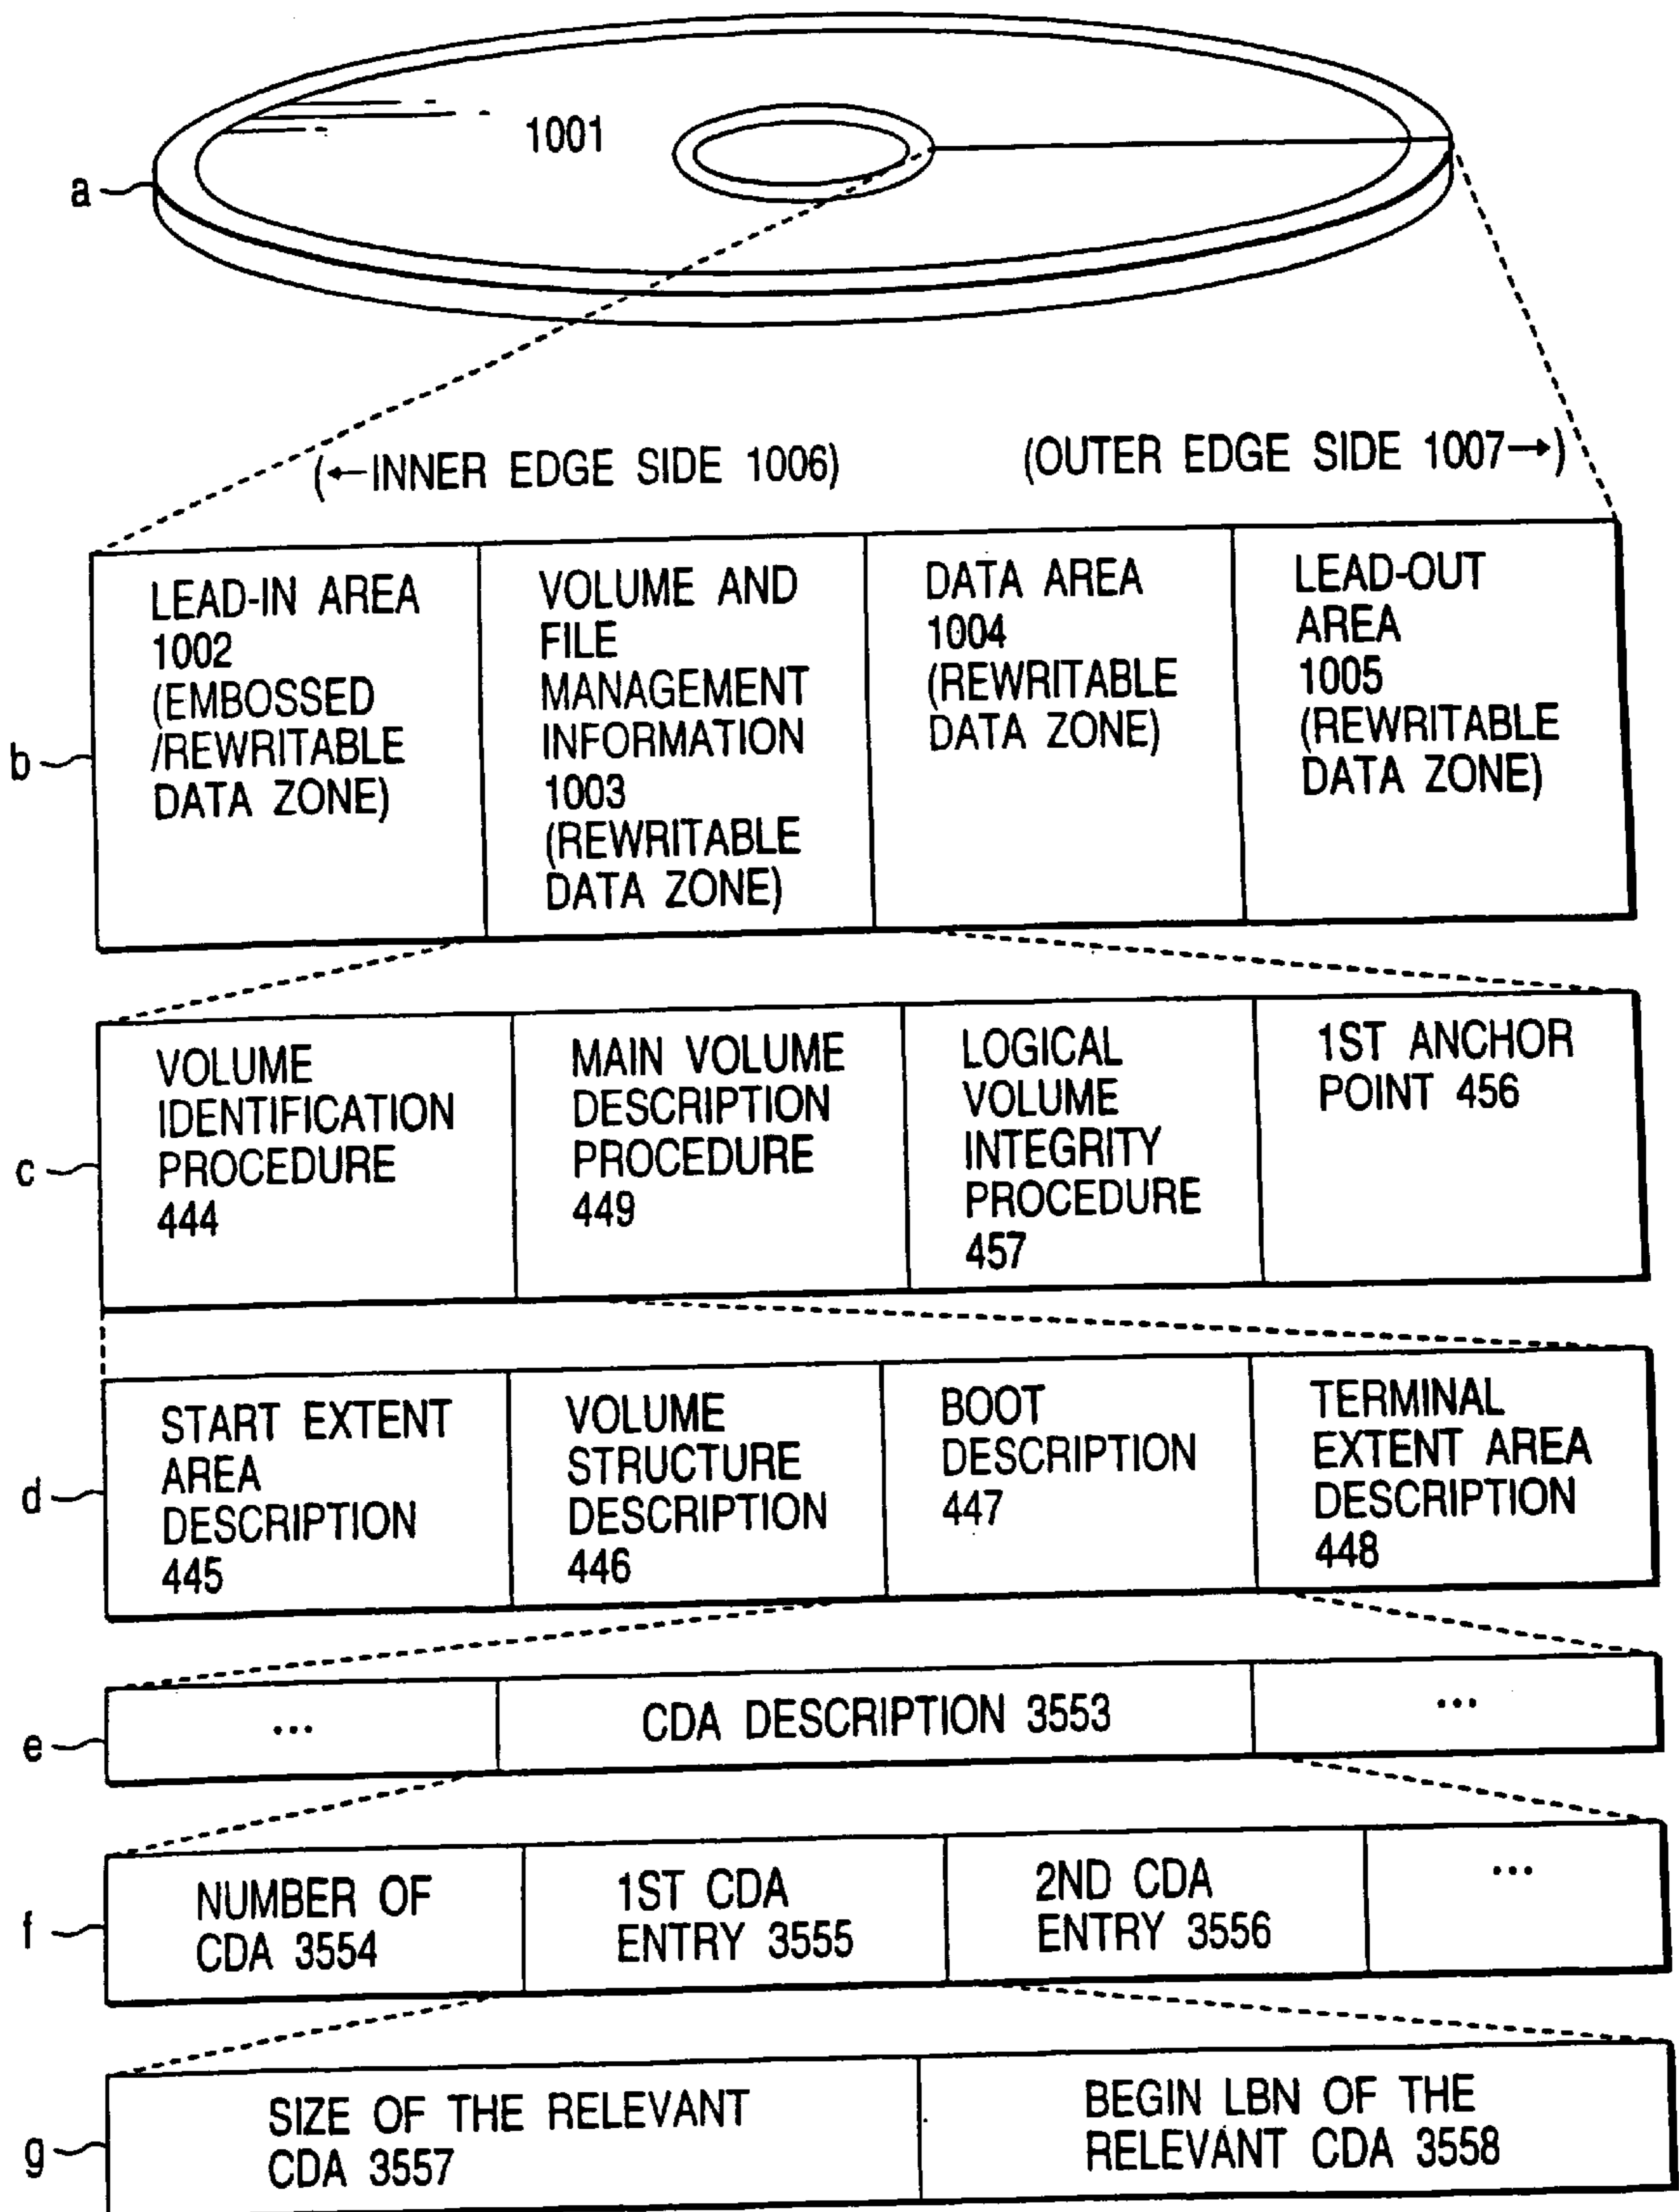 1001
a
(←INNER EDGE SIDE 1006)
(OUTER EDGE SIDE 1007→)
b
LEAD-IN AREA
1002
(EMBOSSED
/REWRITABLE
DATA ZONE)
VOLUME AND
FILE
MANAGEMENT
INFORMATION
1003
(REWRITABLE
DATA ZONE)
DATA AREA
1004
(REWRITABLE
DATA ZONE)
LEAD-OUT
AREA
1005
(REWRITABLE
DATA ZONE)
c
VOLUME
IDENTIFICATION
PROCEDURE
444
MAIN VOLUME
DESCRIPTION
PROCEDURE
449
LOGICAL
VOLUME
INTEGRITY
PROCEDURE
457
1ST ANCHOR
POINT 456
d
START EXTENT
AREA
DESCRIPTION
445
VOLUME
STRUCTURE
DESCRIPTION
446
BOOT
DESCRIPTION
447
TERMINAL
EXTENT AREA
DESCRIPTION
448
e
...
CDA DESCRIPTION 3553
...
f
NUMBER OF
CDA 3554
1ST CDA
ENTRY 3555
2ND CDA
ENTRY 3556
...
g
SIZE OF THE RELEVANT
CDA 3557
BEGIN LBN OF THE
RELEVANT CDA 3558